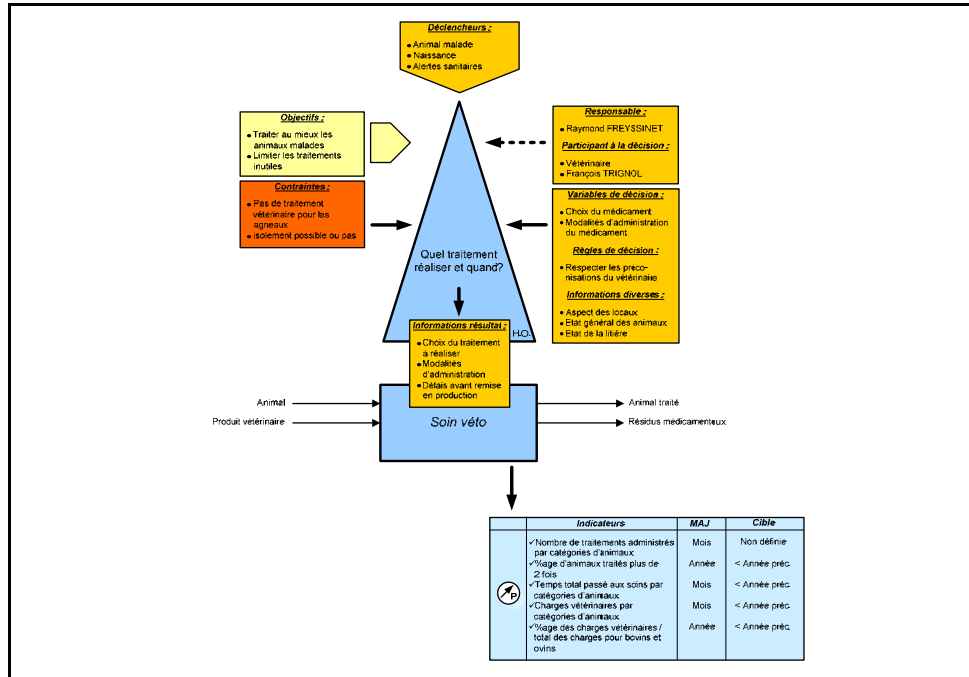 Déclencheurs :
• Animal malade
• Naissance
• Alertes sanitaires
Objectifs :
• Traiter au mieux les
animaux malades
• Limiter les traitements
inutiles
Contraintes :
• Pas de traitement
vétérinaire pour les
agneaux
• isolement possible ou pas
Responsable :
• Raymond FREYSSINET
Participant à la décision :
• Vétérinaire
• François TRIGNOL
Variables de décision :
• Choix du médicament
• Modalités d'administration
du médicament
Règles de décision :
• Respecter les préco-
nisations du vétérinaire
Informations diverses :
• Aspect des locaux
• Etat général des animaux
• Etat de la litière
Quel traitement
réaliser et quand?
H.O.
Informations résultat :
• Choix du traitement
à réaliser
• Modalités
d'administration
• Délais avant remise
en production
Animal
Produit vétérinaire
Soin véto
Animal traité
Résidus médicamenteux
Indicateurs MAJ Cible
✓Nombre de traitements administrés Mois Non définie
par catégories d'animaux
✓%age d'animaux traités plus de Année < Année préc.
2 fois
✓Temps total passé aux soins par Mois < Année préc.
catégories d'animaux
✓Charges vétérinaires par Mois < Année préc.
catégories d'animaux
✓%age des charges vétérinaires / Année < Année préc.
total des charges pour bovins et
ovins
P